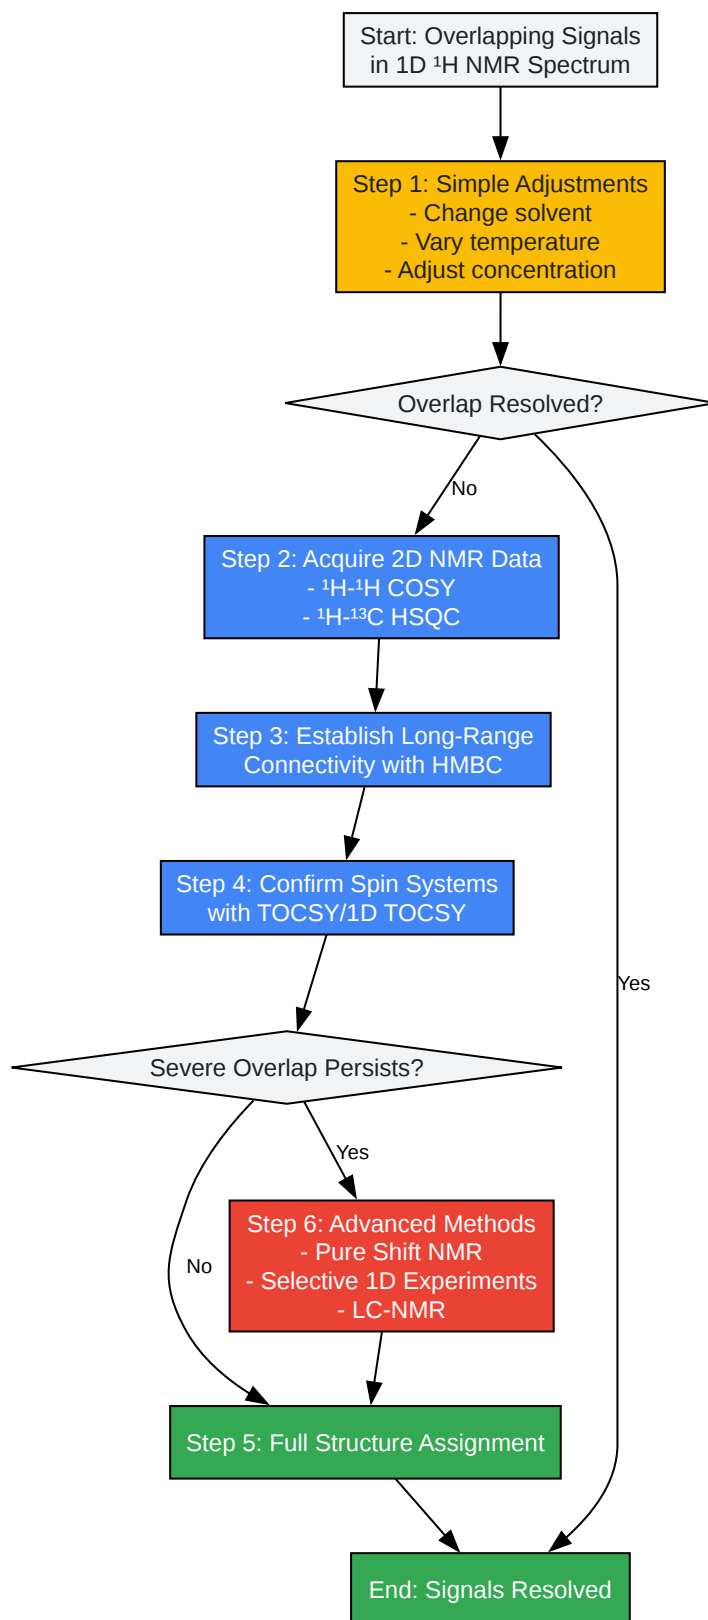 Start: Overlapping Signals
in 1D ¹H NMR Spectrum
Step 1: Simple Adjustments
- Change solvent
- Vary temperature
- Adjust concentration
Overlap Resolved?
No
Step 2: Acquire 2D NMR Data
- ¹H-¹H COSY
- ¹H-¹³C HSQC
Step 3: Establish Long-Range
Connectivity with HMBC
Step 4: Confirm Spin Systems
with TOCSY/1D TOCSY
Yes
Severe Overlap Persists?
Yes
Step 6: Advanced Methods
- Pure Shift NMR
- Selective 1D Experiments
- LC-NMR
No
Step 5: Full Structure Assignment
End: Signals Resolved